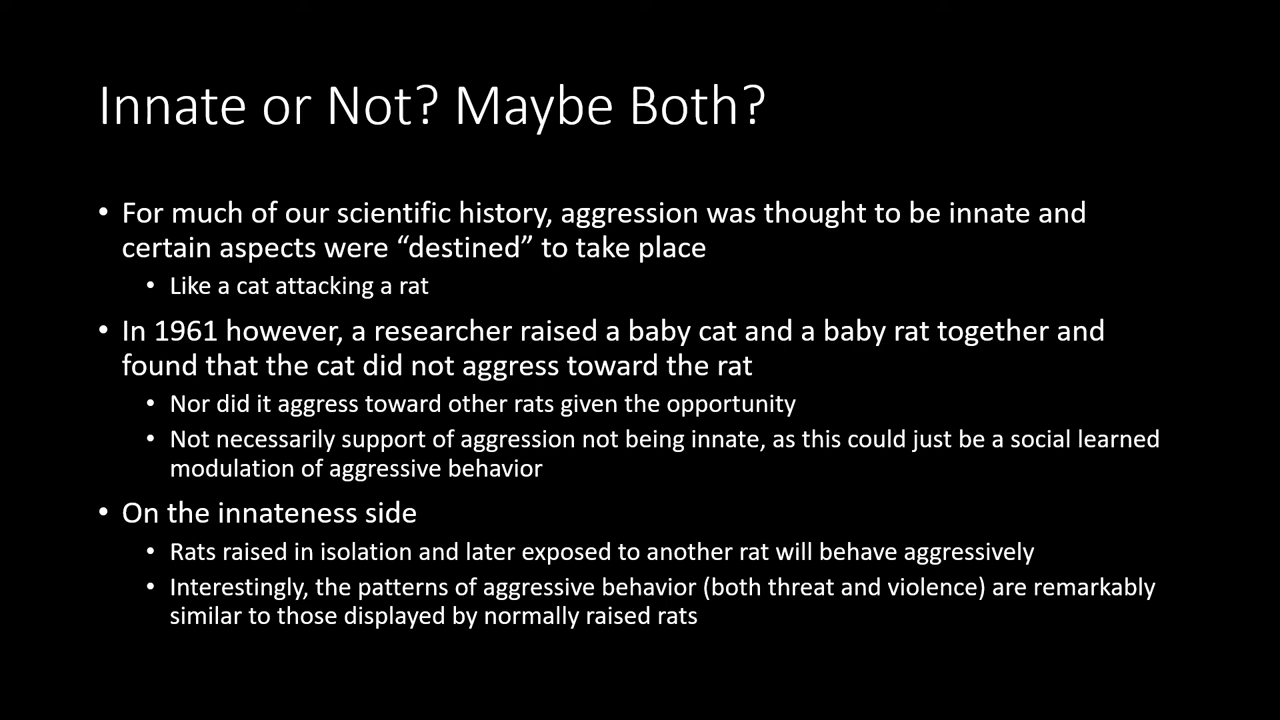 Innate or Not? Maybe Both?
• For much of our scientific history, aggression was thought to be innate and
certain aspects were “destined” to take place
• Like a cat attacking a rat
• In 1961 however, a researcher raised a baby cat and a baby rat together and
found that the cat did not aggress toward the rat
• Nor did it aggress toward other rats given the opportunity
• Not necessarily support of aggression not being innate, as this could just be a social learned
modulation of aggressive behavior
• On the innateness side
• Rats raised in isolation and later exposed to another rat will behave aggressively
• Interestingly, the patterns of aggressive behavior (both threat and violence) are remarkably
similar to those displayed by normally raised rats